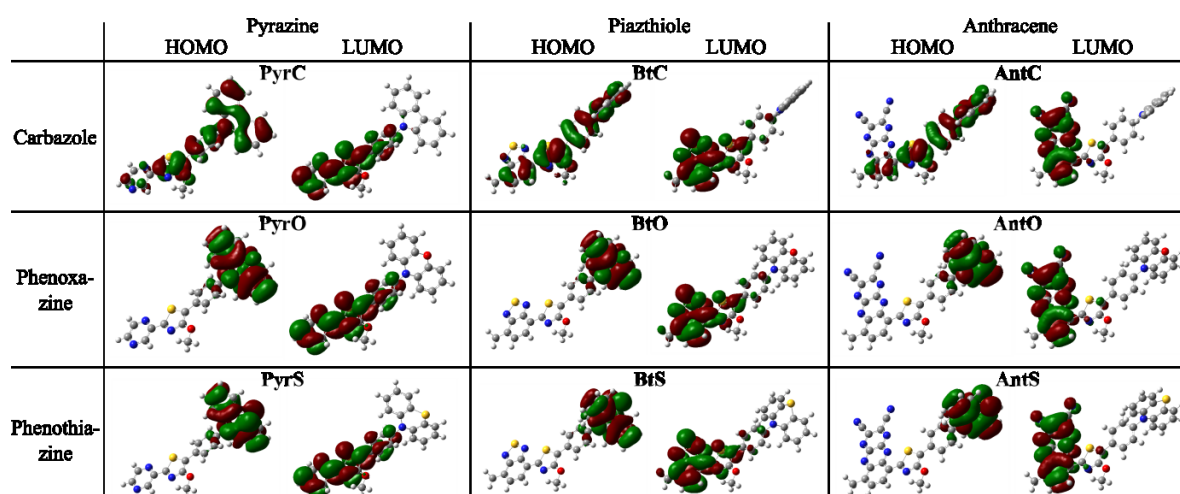 Pyrazine Piazthiole Anthracene
HOMO LUMO HOMO LUMO HOMO LUMO
PyrC BtC AntC
Carbazole
PyrO BtO AntO
Phenoxa-
zine
PyrS BtS AntS
Phenothia-
zine